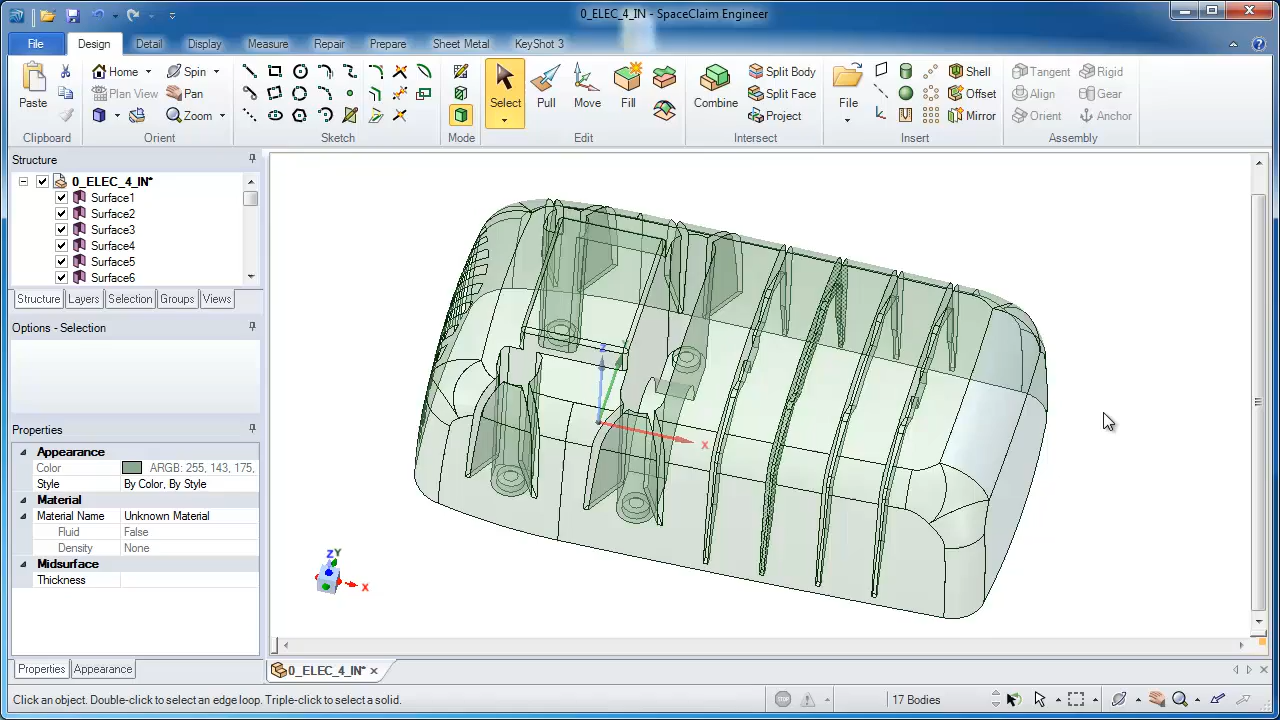 0_ELEC_4_IN - SpaceClaim Engineer
File Design Detail Display Measure Repair Prepare Sheet Metal KeyShot 3
Paste
Home Spin
Plan View Pan
Zoom
Select Pull Move Fill
Combine Split Body
Split Face
Project
File
Shell
Offset
Mirror
Tangent Rigid
Align Gear
Orient Anchor
Clipboard Orient Sketch Mode Edit Intersect Insert Assembly
Structure
0_ELEC_4_IN*
Surface1
Surface2
Surface3
Surface4
Surface5
Surface6
Structure Layers Selection Groups Views
Options - Selection
Properties
Appearance
Color ARGB: 255, 143, 175,
Style By Color, By Style
Material
Material Name Unknown Material
Fluid False
Density None
Midsurface
Thickness
Properties Appearance
Z
X
Z Y
X
0_ELEC_4_IN*
Click an object. Double-click to select an edge loop. Triple-click to select a solid.
17 Bodies